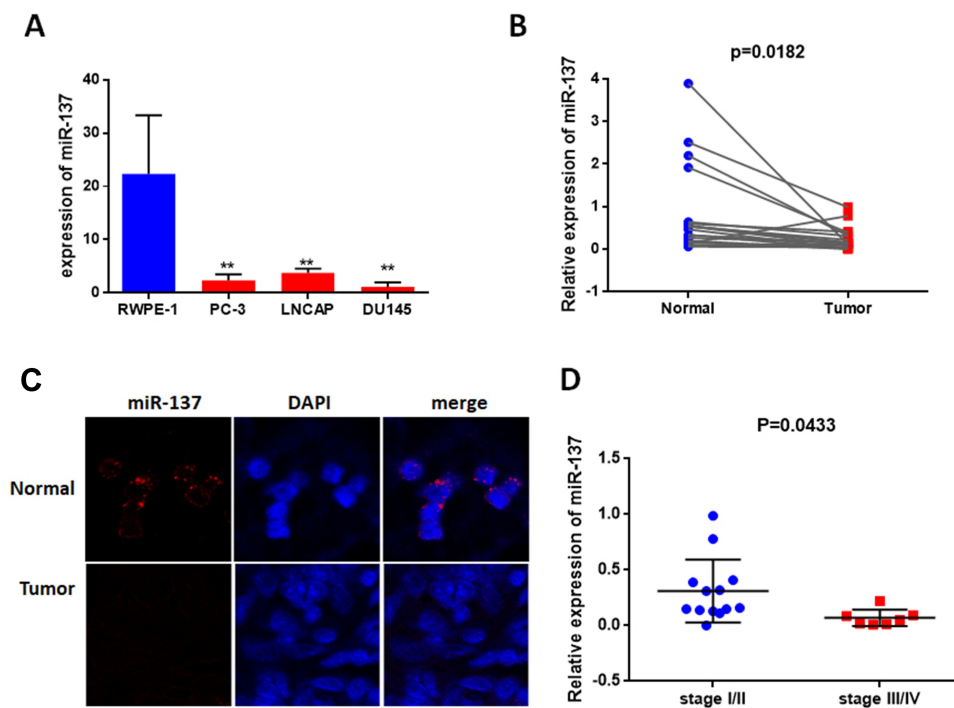 A
expression of miR-137
40
30
20
10
0
**
**
**
RWPE-1 PC-3 LNCAP DU145
B
p=0.0182
Relative expression of miR-137
4
3
2
1
0
-1
Normal Tumor
C
miR-137 DAPI merge
Normal
Tumor
D
P=0.0433
Relative expression of miR-137
1.5
1.0
0.5
0.0
-0.5
stage I/II stage III/IV